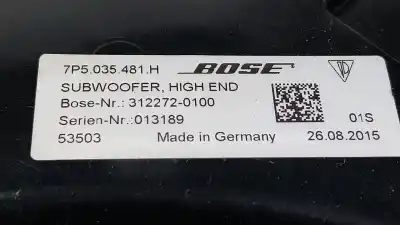 7P5.035.481.H BOSE
SUBWOOFER, HIGH END
Bose-Nr.: 312272-0100
Serien-Nr.:013189 01S
53503 Made in Germany 26.08.2015